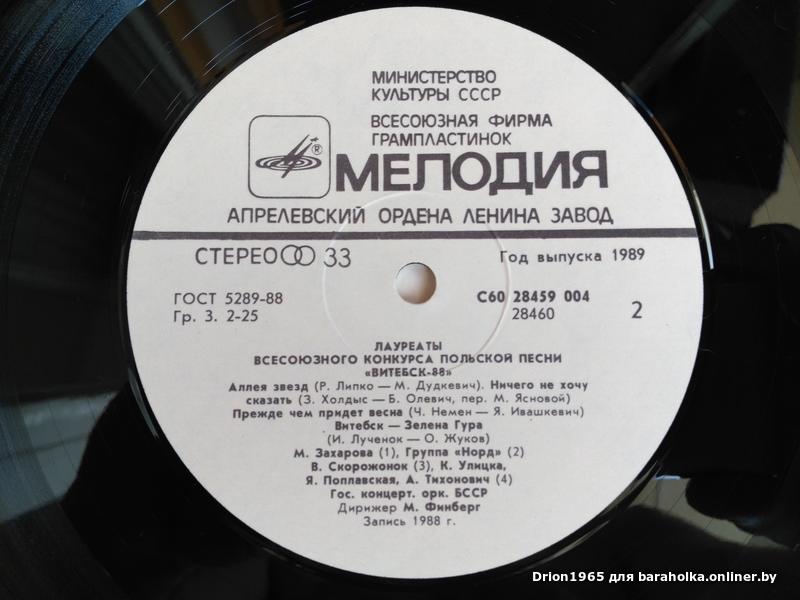 МИНИСТЕРСТВО
КУЛЬТУРЫ СССР
ВСЕСОЮЗНАЯ ФИРМА
ГРАМПЛАСТИНОК
®
МЕЛОДИЯ
АПРЕЛЕВСКИЙ ОРДЕНА ЛЕНИНА ЗАВОД
СТЕРЕО 33
Год выпуска 1989
ГОСТ 5289-88
Гр. 3. 2-25
С60 28459 004
28460
2
ЛАУРЕАТЫ
ВСЕСОЮЗНОГО КОНКУРСА ПОЛЬСКОЙ ПЕСНИ
«ВИТЕБСК-88»
Аллея звезд (Р. Липко — М. Дудкевич). Ничего не хочу
сказать (З. Холдыс — Б. Олевич, пер. М. Ясновой)
Прежде чем придет весна (Ч. Немен — Я. Ивашкевич)
Витебск — Зелена Гура
(И. Лученок — О. Жуков)
М. Захарова (1), Группа «Норд» (2)
В. Скорожонок (3), К. Улицка,
Я. Поплавская, А. Тихонович (4)
Гос. концерт. орк. БССР
Дирижер М. Финберг
Запись 1988 г.
Drion1965 для baraholka.onliner.by